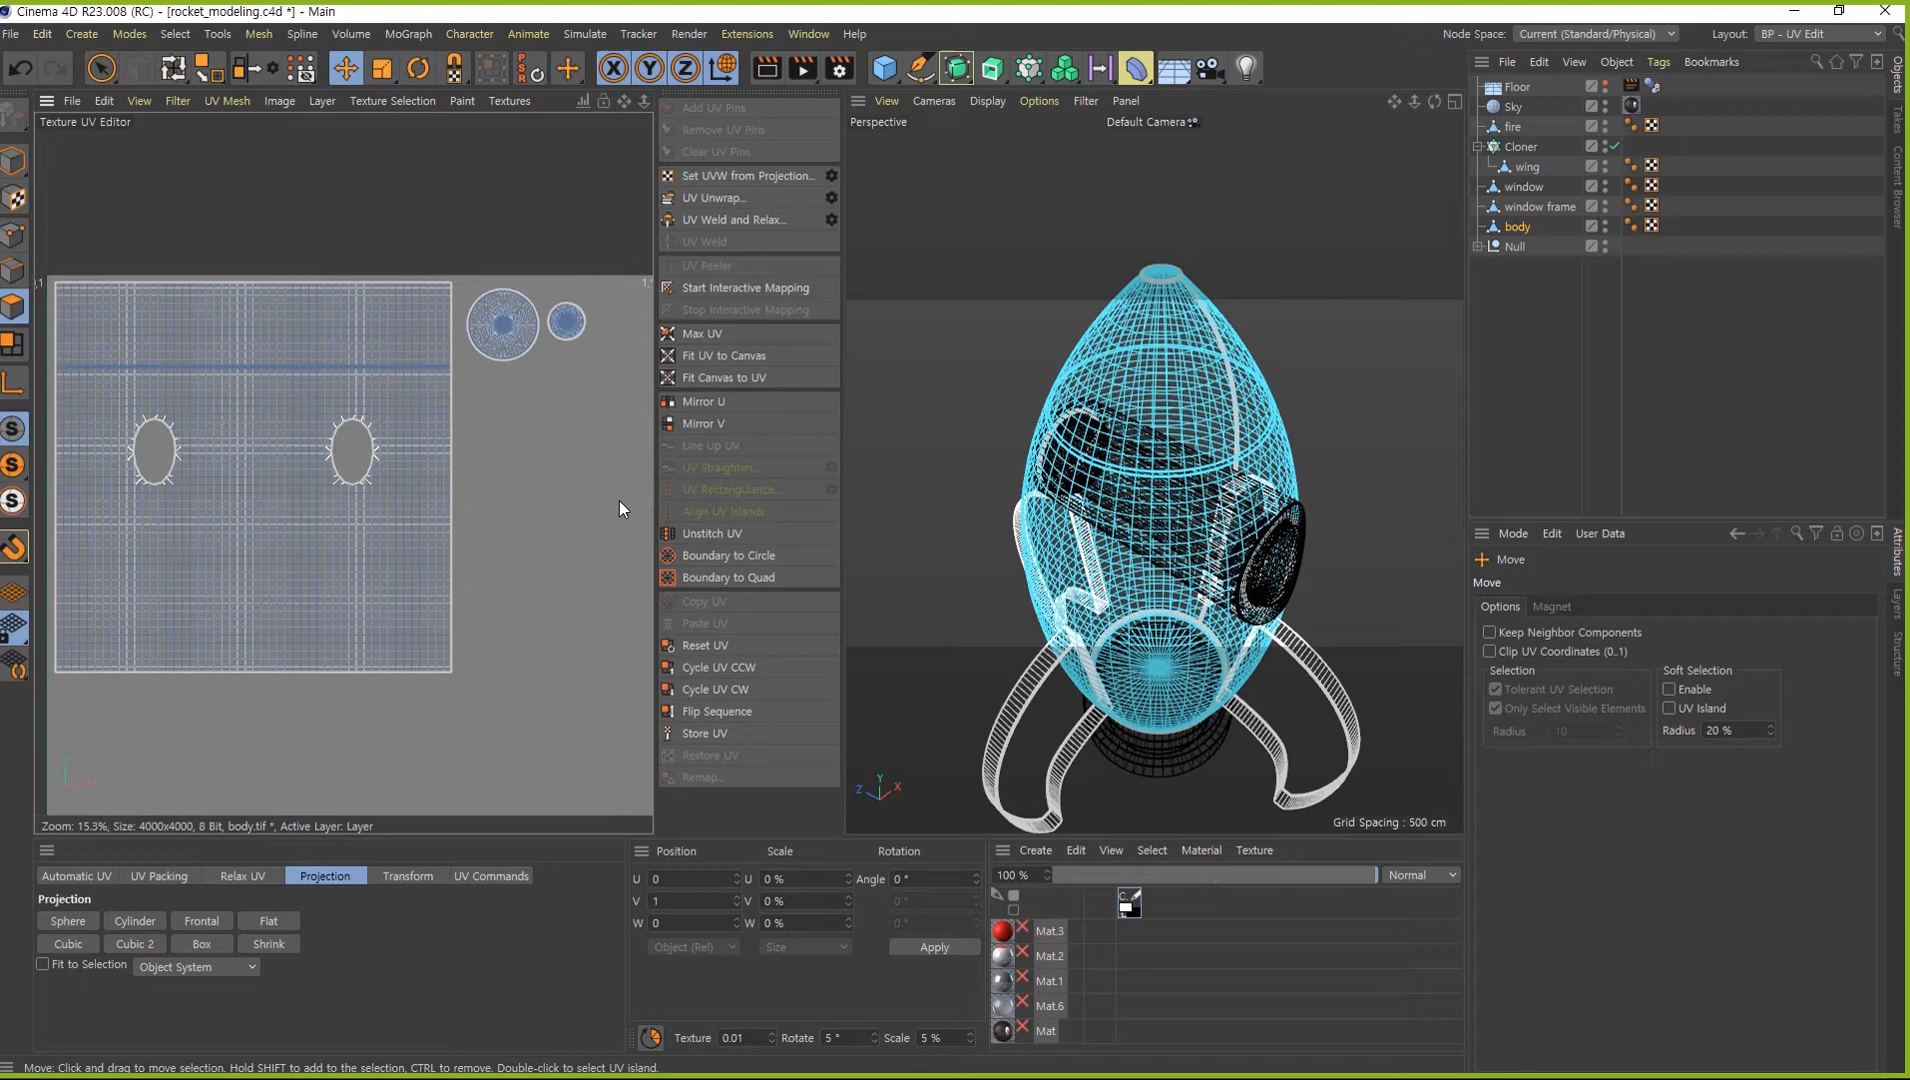 Cinema 4D R23.008 (RC) - [rocket_modeling.c4d *] - Main
File Edit Create Modes Select Tools Mesh Spline Volume MoGraph Character Animate Simulate Tracker Render Extensions Window Help
Node Space: Current (Standard/Physical) Layout: BP - UV Edit
File Edit View Filter UV Mesh Image Layer Texture Selection Paint Textures
Texture UV Editor
Add UV Pins
Remove UV Pins
Clear UV Pins
Set UVW from Projection...
UV Unwrap...
UV Weld and Relax...
UV Weld
UV Peeler
Start Interactive Mapping
Stop Interactive Mapping
Max UV
Fit UV to Canvas
Fit Canvas to UV
Mirror U
Mirror V
Line Up UV
UV Straighten...
UV Rectangularize...
Align UV Islands
Unstitch UV
Boundary to Circle
Boundary to Quad
Copy UV
Paste UV
Reset UV
Cycle UV CCW
Cycle UV CW
Flip Sequence
Store UV
Restore UV
Remap...
View Cameras Display Options Filter Panel
Perspective Default Camera
Y
Z X
Grid Spacing : 500 cm
File Edit View Object Tags Bookmarks
Floor
Sky
fire
Cloner
wing
window
window frame
body
Null
Objects
Takes
Content Browser
Mode Edit User Data
Move
Move
Options Magnet
Keep Neighbor Components
Clip UV Coordinates (0..1)
Selection Soft Selection
Tolerant UV Selection Enable
Only Select Visible Elements UV Island
Radius 10 Radius 20 %
Attributes
Layers
Structure
Zoom: 15.3%, Size: 4000x4000, 8 Bit, body.tif *, Active Layer: Layer
Automatic UV UV Packing Relax UV Projection Transform UV Commands
Projection
Sphere Cylinder Frontal Flat
Cubic Cubic 2 Box Shrink
Fit to Selection Object System
Position Scale Rotation
U 0 U 0 % Angle 0 °
V 1 V 0 % 0 °
W 0 W 0 % 0 °
Object (Rel) Size Apply
Texture 0.01 Rotate 5 ° Scale 5 %
Create Edit View Select Material Texture
100 % Normal
Mat.3
Mat.2
Mat.1
Mat.6
Mat
Move: Click and drag to move selection. Hold SHIFT to add to the selection, CTRL to remove. Double-click to select UV island.